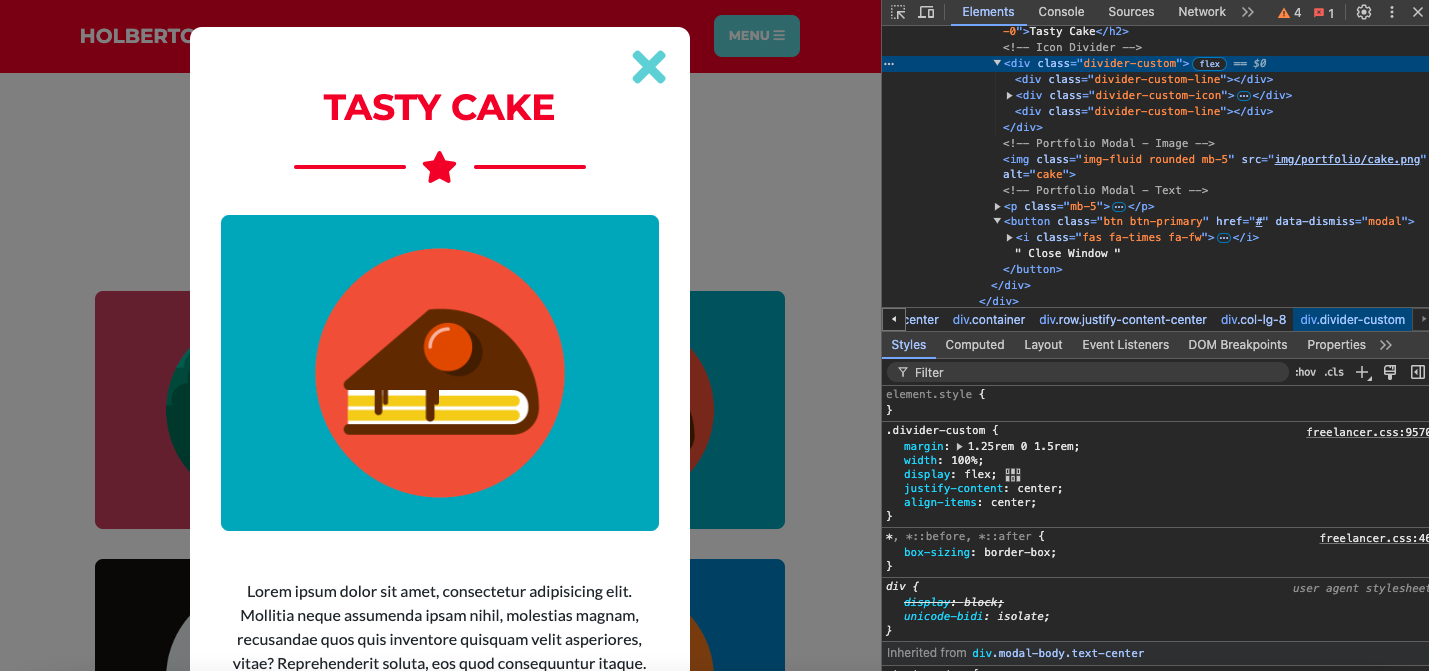 HOLBERTO
MENU ☰
TASTY CAKE
Lorem ipsum dolor sit amet, consectetur adipisicing elit.
Mollitia neque assumenda ipsam nihil, molestias magnam,
recusandae quos quis inventore quisquam velit asperiores,
vitae? Reprehenderit soluta, eos quod consequuntur itaque.
Elements Console Sources Network 4 1
-0">Tasty Cake</h2>
<!-- Icon Divider -->
<div class="divider-custom"> flex == $0
<div class="divider-custom-line"></div>
<div class="divider-custom-icon">…</div>
<div class="divider-custom-line"></div>
</div>
<!-- Portfolio Modal - Image -->
<img class="img-fluid rounded mb-5" src="img/portfolio/cake.png"
alt="cake">
<!-- Portfolio Modal - Text -->
<p class="mb-5">…</p>
<button class="btn btn-primary" href="#" data-dismiss="modal">
<i class="fas fa-times fa-fw">…</i>
" Close Window "
</button>
</div>
</div>
center div.container div.row.justify-content-center div.col-lg-8 div.divider-custom
Styles Computed Layout Event Listeners DOM Breakpoints Properties
Filter :hov .cls
element.style {
}
.divider-custom { freelancer.css:9570
margin: 1.25rem 0 1.5rem;
width: 100%;
display: flex;
justify-content: center;
align-items: center;
}
*, *::before, *::after { freelancer.css:46
box-sizing: border-box;
}
div { user agent stylesheet
display: block;
unicode-bidi: isolate;
}
Inherited from div.modal-body.text-center